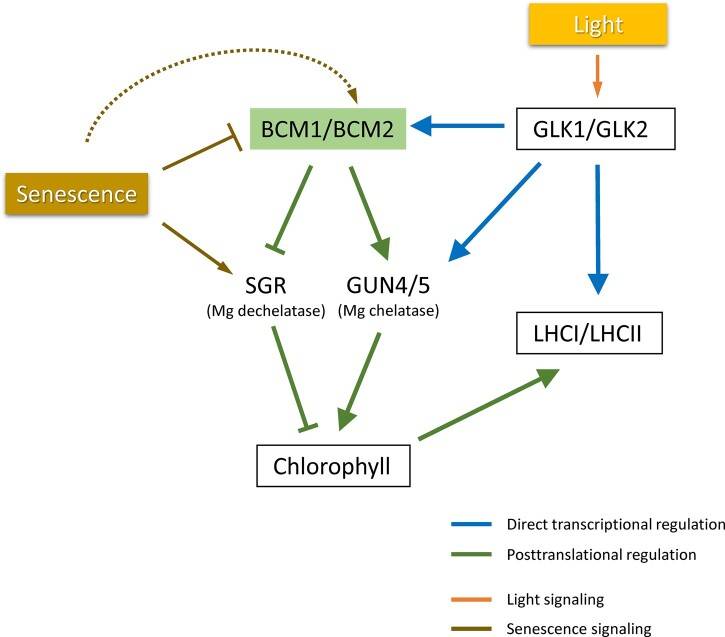 Light
BCM1/BCM2
GLK1/GLK2
Senescence
SGR
(Mg dechelatase)
GUN4/5
(Mg chelatase)
LHCI/LHCII
Chlorophyll
Direct transcriptional regulation
Posttranslational regulation
Light signaling
Senescence signaling